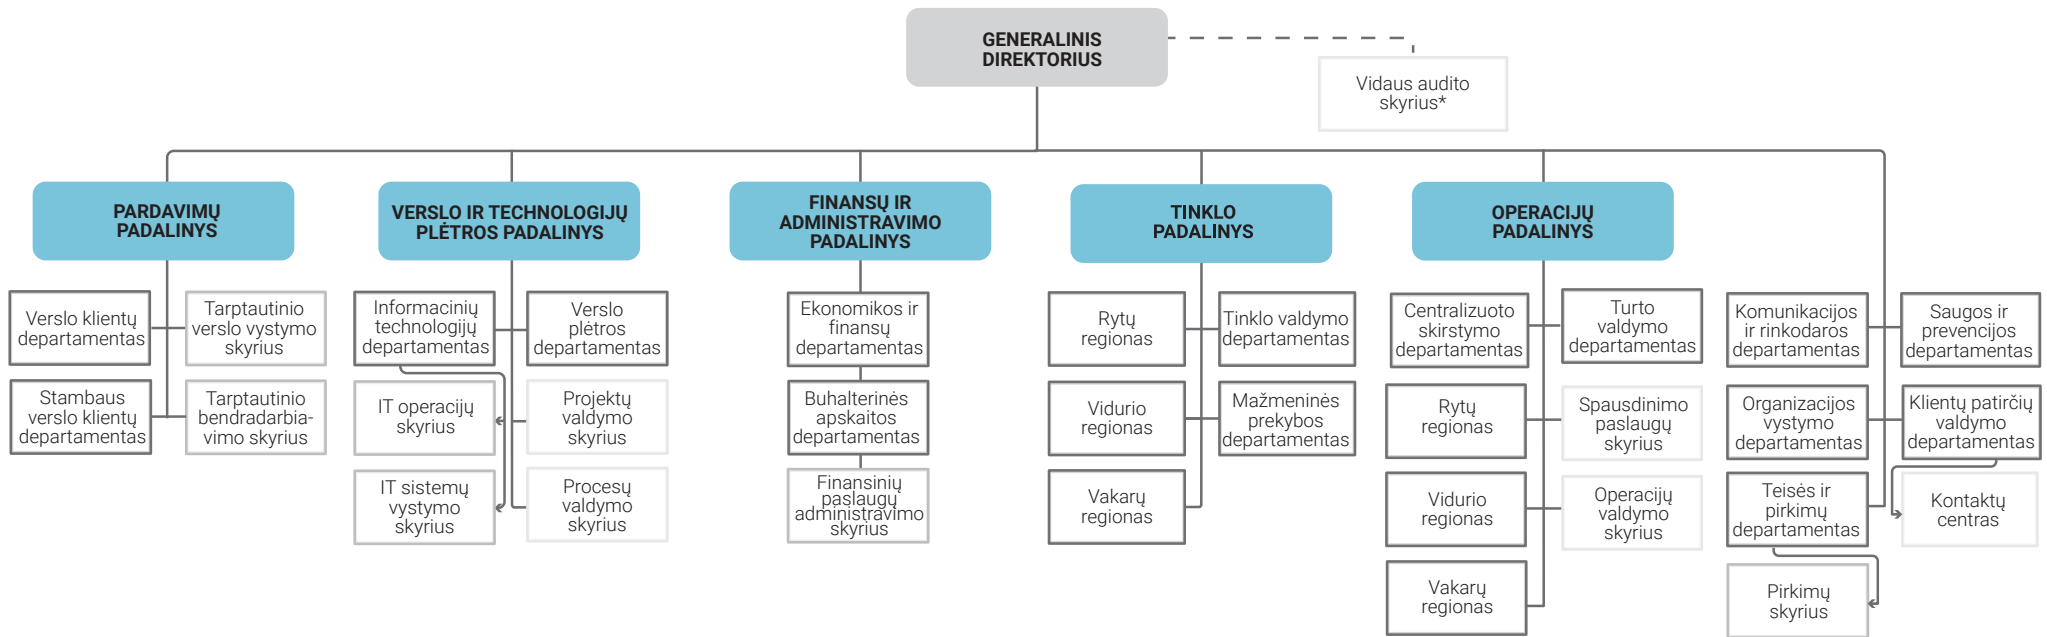 GENERALINIS
DIREKTORIUS
Vidaus audito
skyrius*
PARDAVIMŲ
PADALINYS
Verslo klientų
departamentas
Tarptautinio
verslo vystymo
skyrius
Stambaus
verslo klientų
departamentas
Tarptautinio
bendradarbia-
vimo skyrius
VERSLO IR TECHNOLOGIJŲ
PLĖTROS PADALINYS
Informacinių
technologijų
departamentas
Verslo
plėtros
departamentas
IT operacijų
skyrius
Projektų
valdymo
skyrius
IT sistemų
vystymo
skyrius
Procesų
valdymo
skyrius
FINANSŲ IR
ADMINISTRAVIMO
PADALINYS
Ekonomikos ir
finansų
departamentas
Buhalterinės
apskaitos
departamentas
Finansinių
paslaugų
administravimo
skyrius
TINKLO
PADALINYS
Rytų
regionas
Tinklo valdymo
departamentas
Vidurio
regionas
Mažmeninės
prekybos
departamentas
Vakarų
regionas
OPERACIJŲ
PADALINYS
Centralizuoto
skirstymo
departamentas
Turto
valdymo
departamentas
Rytų
regionas
Spausdinimo
paslaugų
skyrius
Vidurio
regionas
Operacijų
valdymo
skyrius
Vakarų
regionas
Komunikacijos
ir rinkodaros
departamentas
Saugos ir
prevencijos
departamentas
Organizacijos
vystymo
departamentas
Klientų patirčių
valdymo
departamentas
Teisės ir
pirkimų
departamentas
Kontaktų
centras
Pirkimų
skyrius